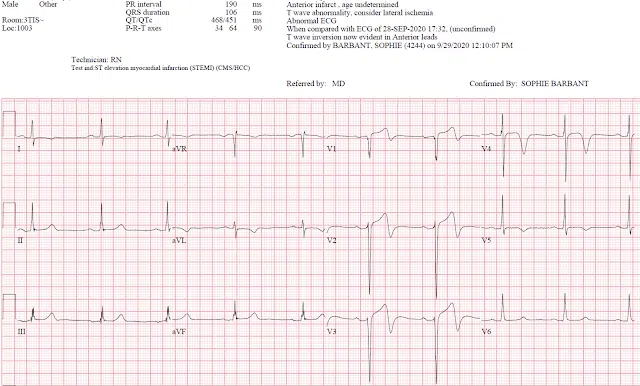 Male Other PR interval 190 ms Anterior infarct , age undetermined
QRS duration 106 ms T wave abnormality, consider lateral ischemia
Room:3TIS~ QT/QTc 468/451 ms Abnormal ECG
Loc:1003 P-R-T axes 34 64 90 When compared with ECG of 28-SEP-2020 17:32, (unconfirmed)
T wave inversion now evident in Anterior leads
Confirmed by BARBANT, SOPHIE (4244) on 9/29/2020 12:10:07 PM
Technician: RN
Test ind:ST elevation myocardial infarction (STEMI) (CMS/HCC)
Referred by: MD Confirmed By: SOPHIE BARBANT
I aVR V1 V4
II aVL V2 V5
III aVF V3 V6